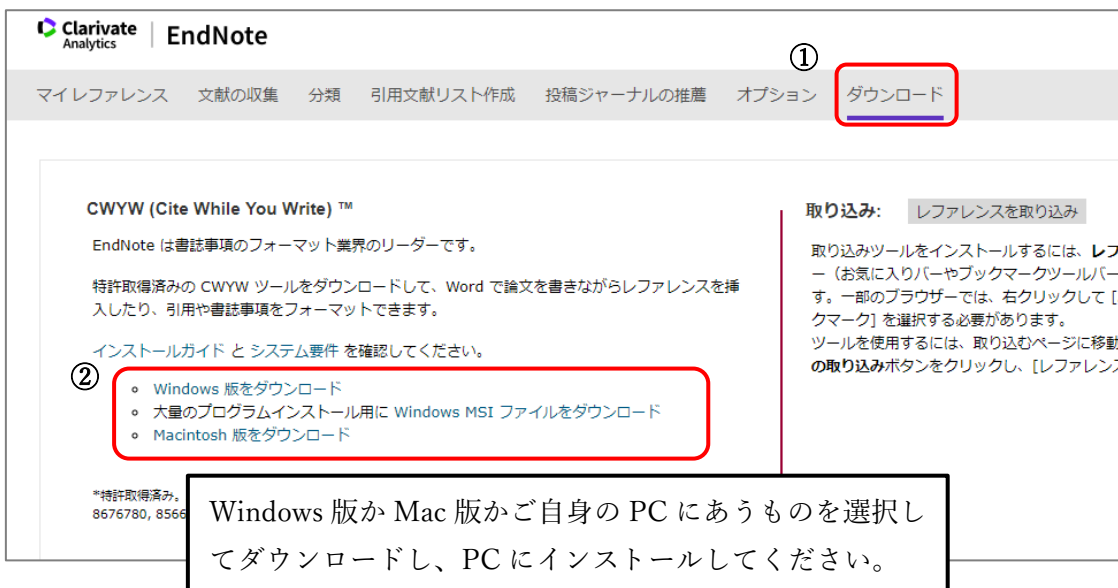 Clarivate
Analytics
EndNote
①
マイレファレンス 文献の収集 分類 引用文献リスト作成 投稿ジャーナルの推薦 オプション ダウンロード
CWYW (Cite While You Write) ™
EndNote は書誌事項のフォーマット業界のリーダーです。
特許取得済みの CWYW ツールをダウンロードして、Word で論文を書きながらレファレンスを挿
入したり、引用や書誌事項をフォーマットできます。
インストールガイド と システム要件 を確認してください。
②
Windows 版をダウンロード
大量のプログラムインストール用に Windows MSI ファイルをダウンロード
Macintosh 版をダウンロード
*特許取得済み。
8676780, 8566
取り込み: レファレンスを取り込み
取り込みツールをインストールするには、レフ
ー（お気に入りバーやブックマークツールバー
す。一部のブラウザーでは、右クリックして [
クマーク] を選択する必要があります。
ツールを使用するには、取り込むページに移動
の取り込みボタンをクリックし、[レファレンス
Windows 版か Mac 版かご自身の PC にあうものを選択し
てダウンロードし、PC にインストールしてください。